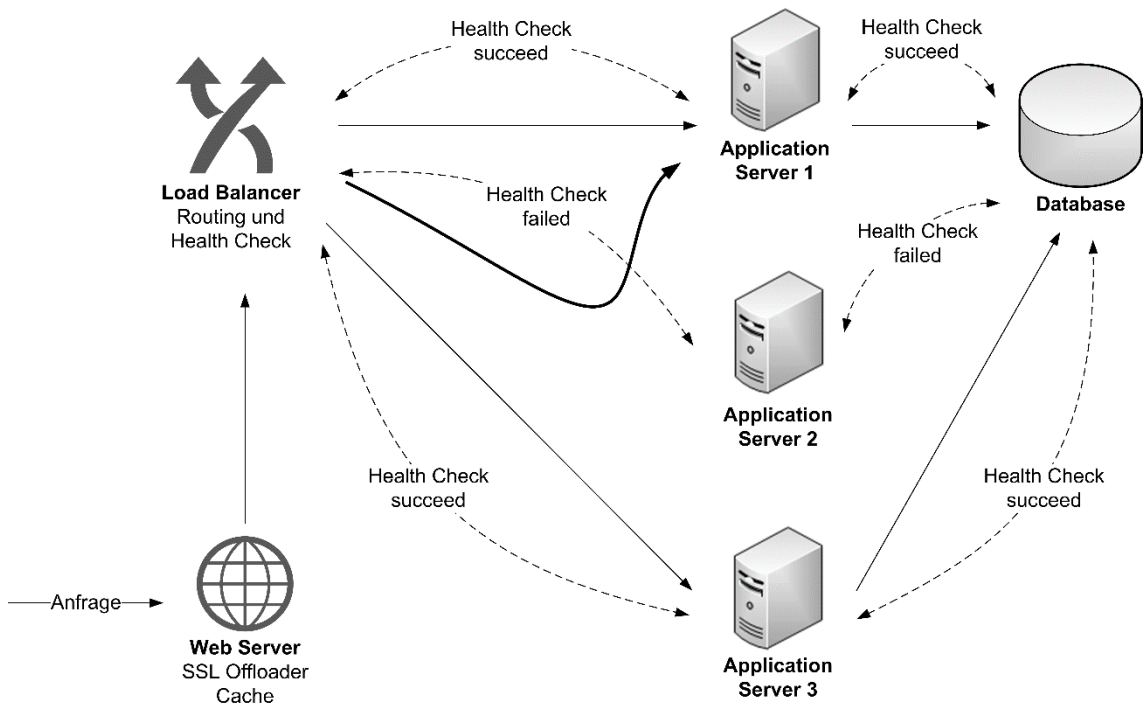 Health Check
succeed
Health Check
succeed
Application
Server 1
Load Balancer
Routing und
Health Check
Health Check
failed
Database
Health Check
failed
Application
Server 2
Health Check
succeed
Health Check
succeed
Anfrage
Web Server
SSL Offloader
Cache
Application
Server 3